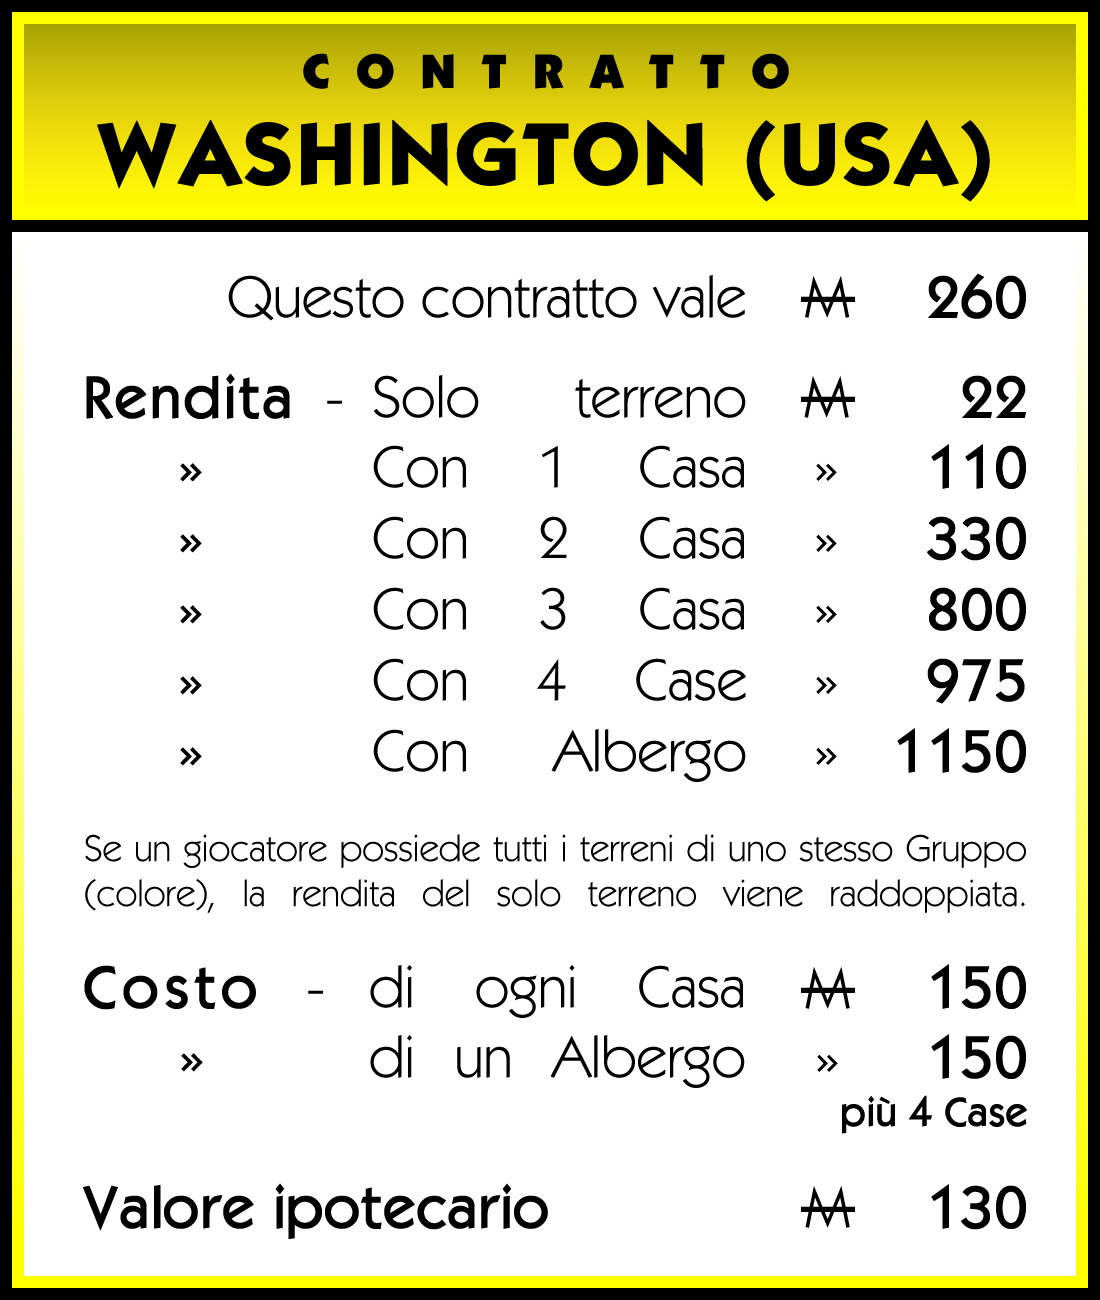 CONTRATTO
WASHINGTON (USA)
Questo contratto vale M 260
Rendita - Solo terreno M 22
» Con 1 Casa » 110
» Con 2 Casa » 330
» Con 3 Casa » 800
» Con 4 Case » 975
» Con Albergo » 1150
Se un giocatore possiede tutti i terreni di uno stesso Gruppo
(colore), la rendita del solo terreno viene raddoppiata.
Costo - di ogni Casa M 150
» di un Albergo » 150
più 4 Case
Valore ipotecario M 130